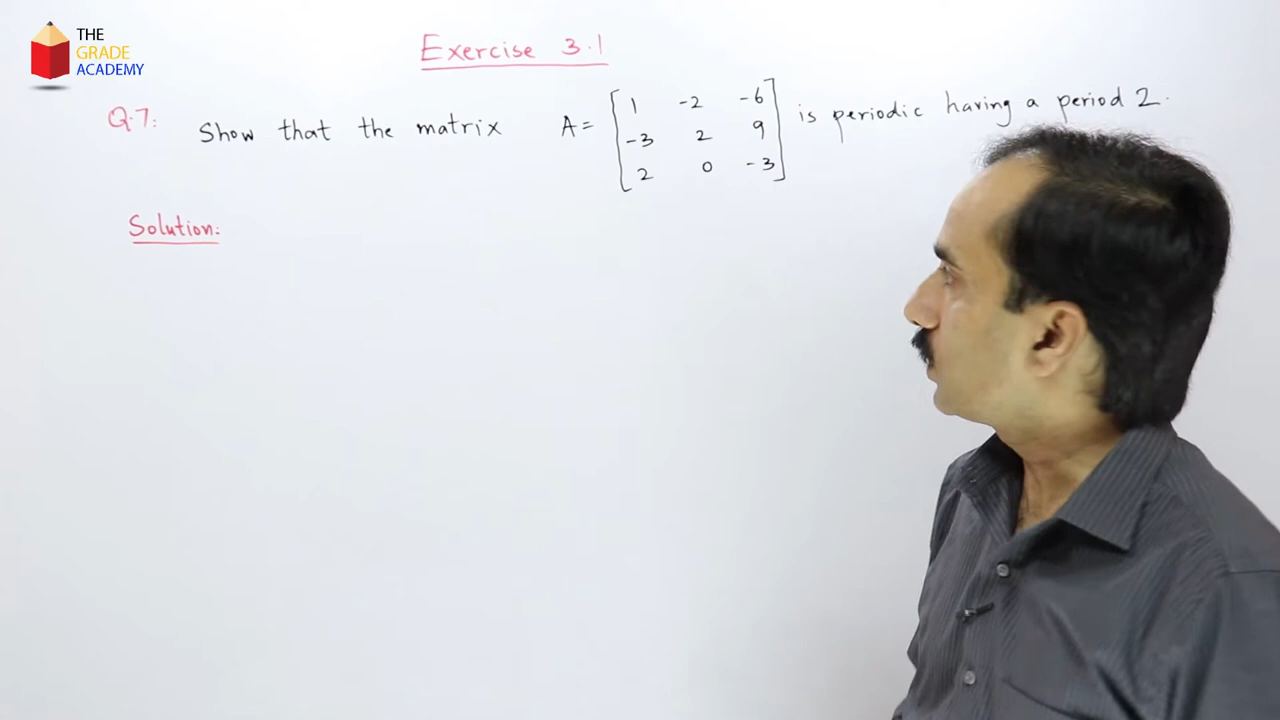 THE
GRADE
ACADEMY
Exercise 3.1
Q.7: Show that the matrix A = [1 -2 -6
-3 2 9
2 0 -3] is periodic having a period 2.
Solution: